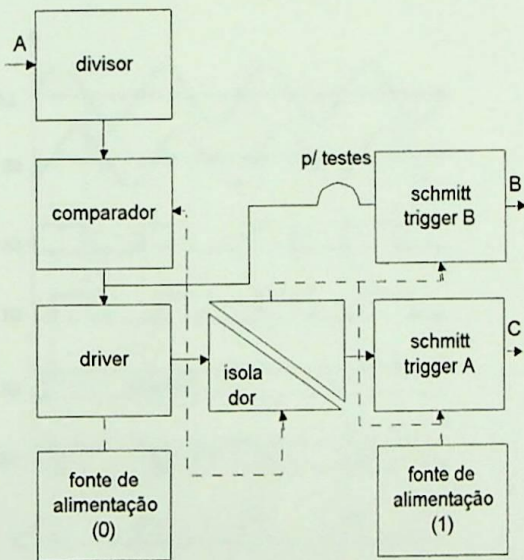 A
divisor
comparador
p/ testes
schmitt
trigger B
B
driver
isola
dor
schmitt
trigger A
C
fonte de
alimentação
(0)
fonte de
alimentação
(1)